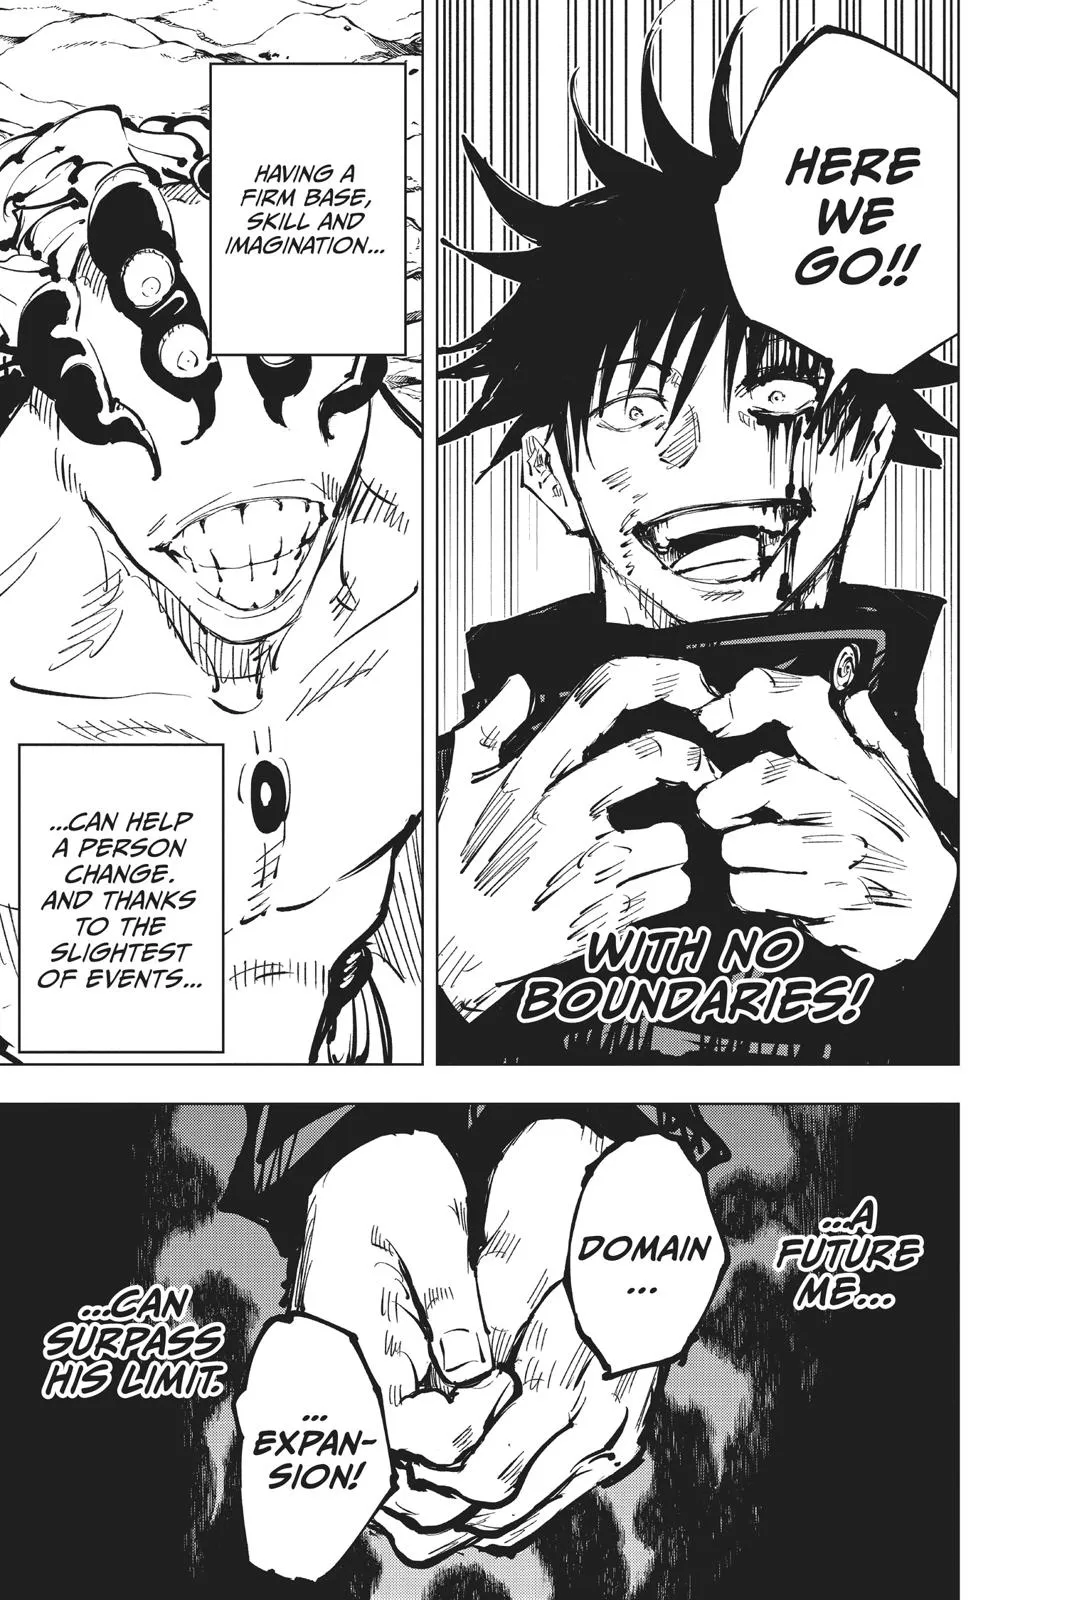 HERE
WE
GO!!
WITH NO
BOUNDARIES!
HAVING A
FIRM BASE,
SKILL AND
IMAGINATION...
...CAN HELP
A PERSON
CHANGE.
AND THANKS
TO THE
SLIGHTEST
OF EVENTS...
...A
FUTURE
ME...
DOMAIN
...
...CAN
SURPASS
HIS LIMIT.
...
EXPAN-
SION!